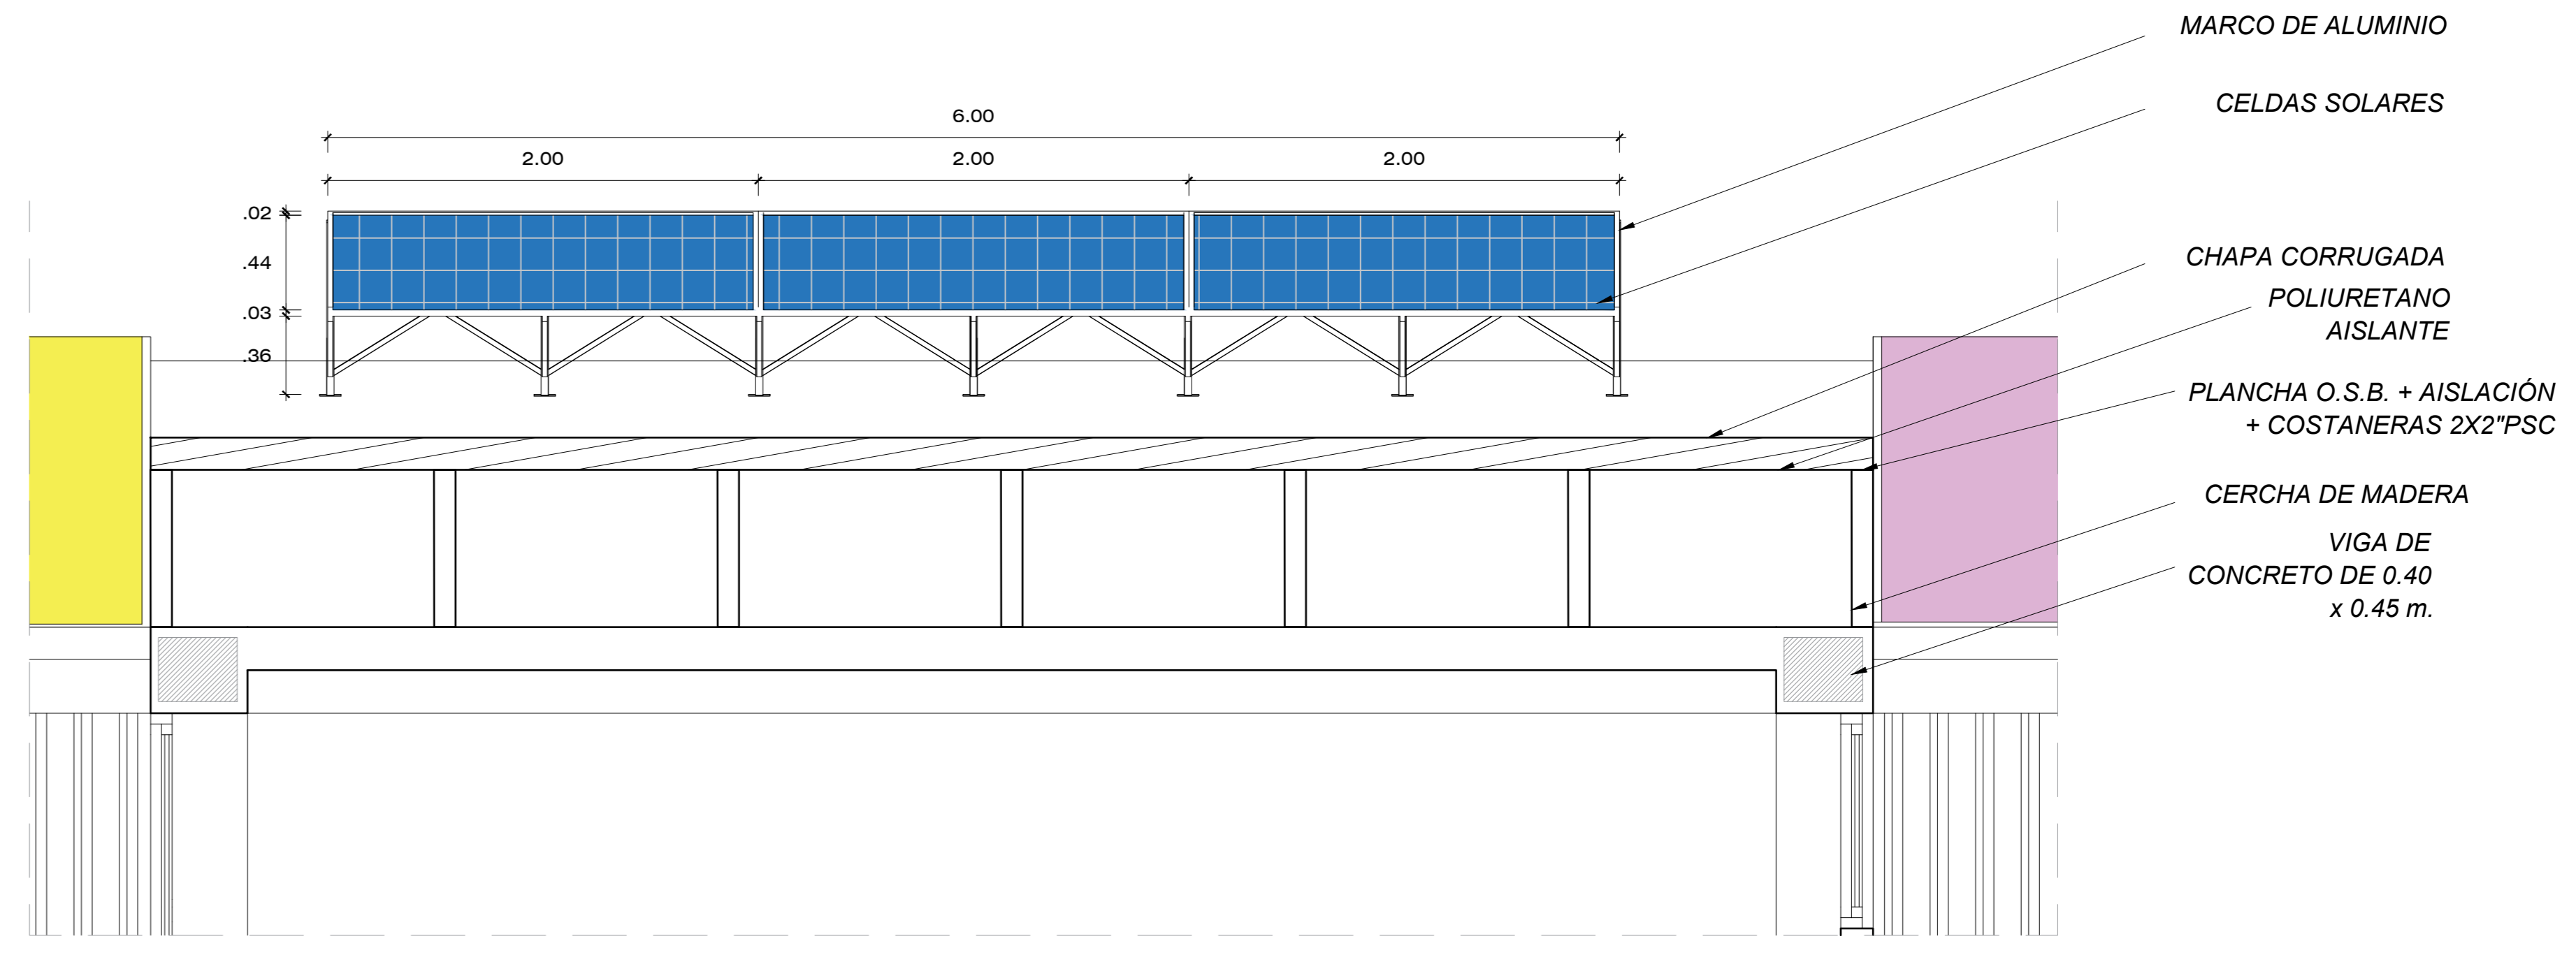 MARCO DE ALUMINIO
CELDAS SOLARES
6.00
2.00 2.00 2.00
.02
.44
.03
.36
CHAPA CORRUGADA
POLIURETANO
AISLANTE
PLANCHA O.S.B. + AISLACIÓN
+ COSTANERAS 2X2"PSC
CERCHA DE MADERA
VIGA DE
CONCRETO DE 0.40
x 0.45 m.